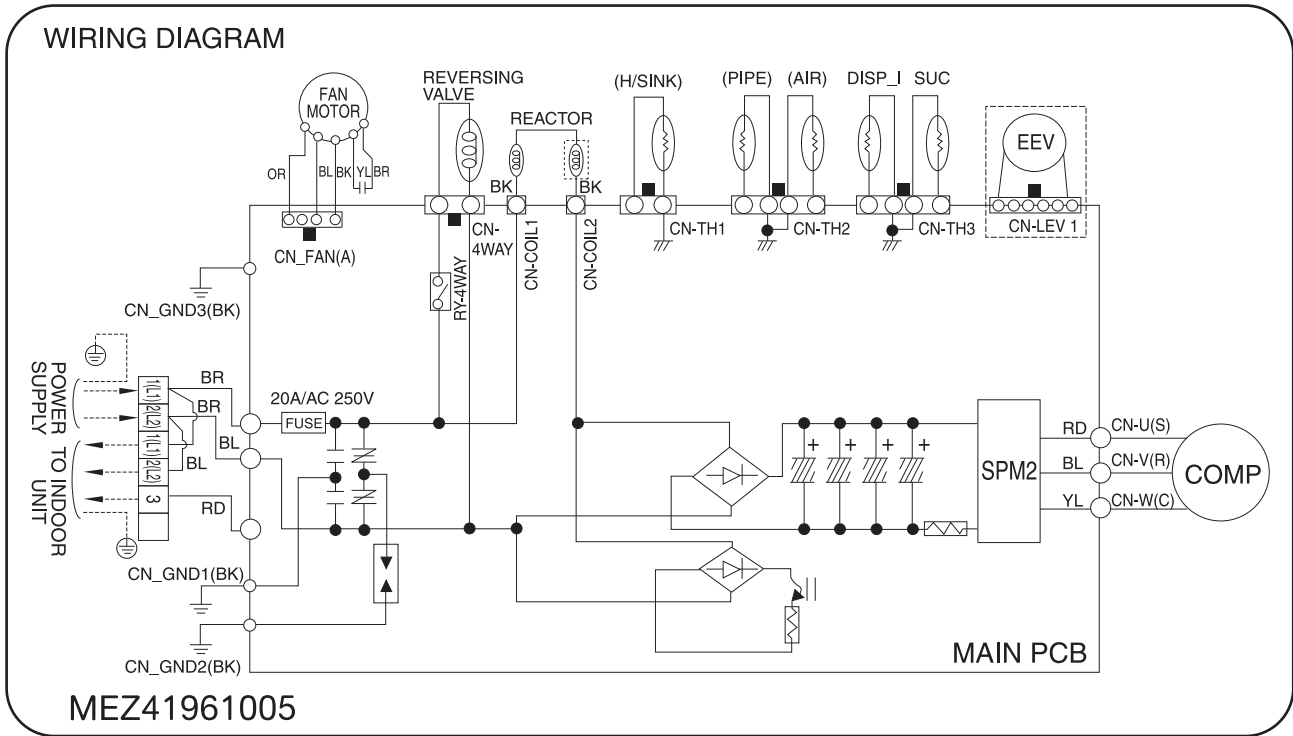 WIRING DIAGRAM
FAN
MOTOR
OR
BL
BK
YL
BR
CN_FAN(A)
REVERSING
VALVE
REACTOR
BK
BK
CN-
4WAY
RY-4WAY
CN-COIL1
CN-COIL2
(H/SINK)
CN-TH1
(PIPE)
(AIR)
CN-TH2
DISP_I
SUC
CN-TH3
EEV
CN-LEV 1
CN_GND3(BK)
POWER
SUPPLY
TO INDOOR
UNIT
1(L1)
2(L2)
1(L1)
2(L2)
3
BR
BR
BL
BL
RD
20A/AC 250V
FUSE
CN_GND1(BK)
CN_GND2(BK)
+
+
+
+
SPM2
RD
CN-U(S)
BL
CN-V(R)
YL
CN-W(C)
COMP
MAIN PCB
MEZ41961005